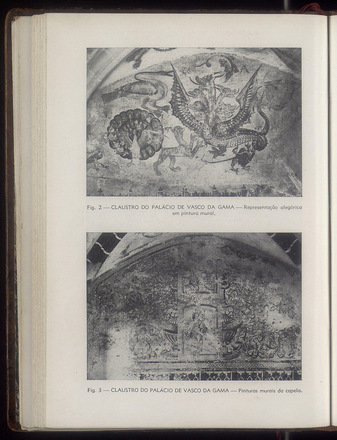 Fig. 2 — CLAUSTRO DO PALÁCIO DE VASCO DA GAMA — Representação alegórica
em pintura mural.
Fig. 3 — CLAUSTRO DO PALÁCIO DE VASCO DA GAMA — Pinturas murais da capela.